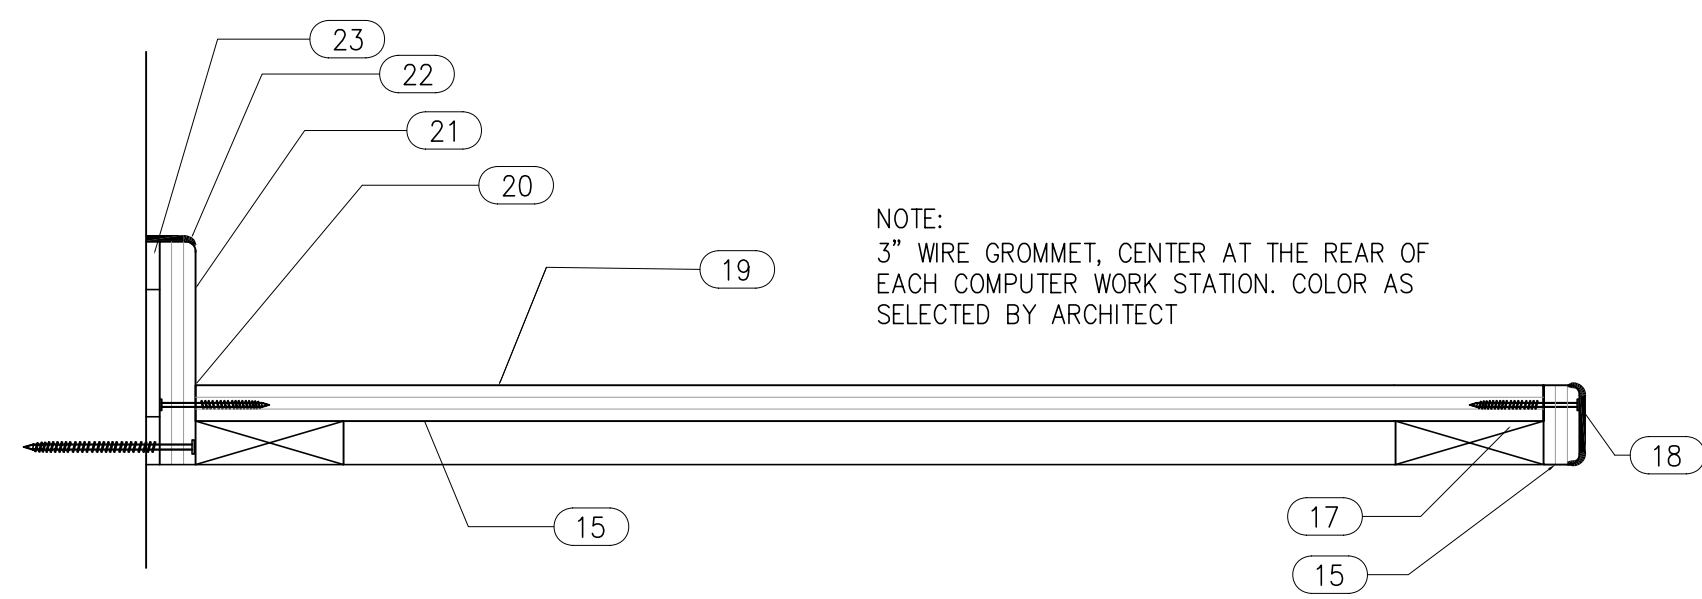 23
22
21
20
NOTE:
3” WIRE GROMMET, CENTER AT THE REAR OF
EACH COMPUTER WORK STATION. COLOR AS
SELECTED BY ARCHITECT
19
18
17
15
15